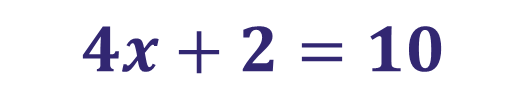 4x + 2 = 10